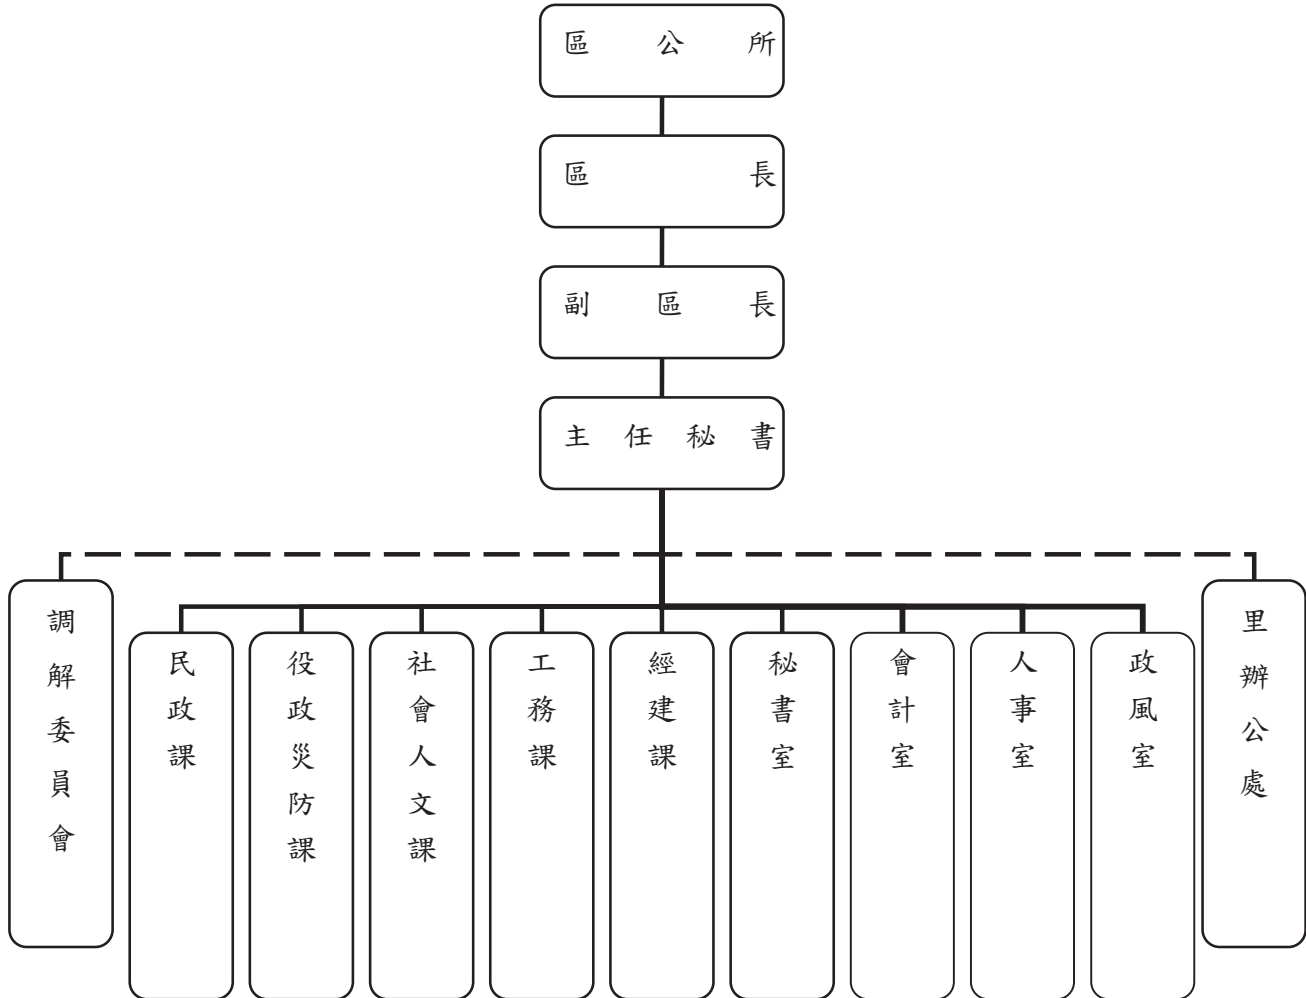 區公所
區長
副區長
主任秘書
調解委員會
民政課
役政災防課
社會人文課
工務課
經建課
秘書室
會計室
人事室
政風室
里辦公處